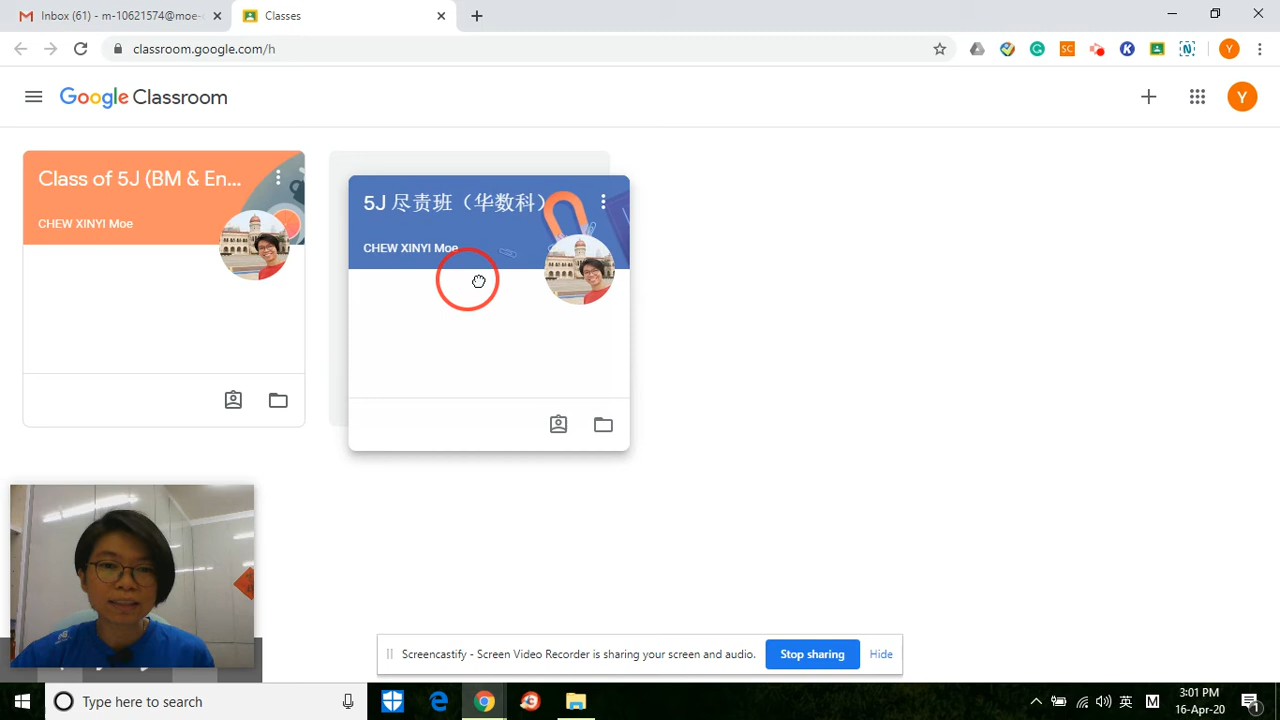 Inbox (61) - m-10621574@moe-
Classes
classroom.google.com/h
Y
Google Classroom
Y
Class of 5J (BM & En...
CHEW XINYI Moe
5J 尽责班（华数科）
CHEW XINYI Moe
Screencastify - Screen Video Recorder is sharing your screen and audio.
Stop sharing
Hide
Type here to search
英
M
3:01 PM
16-Apr-20
1